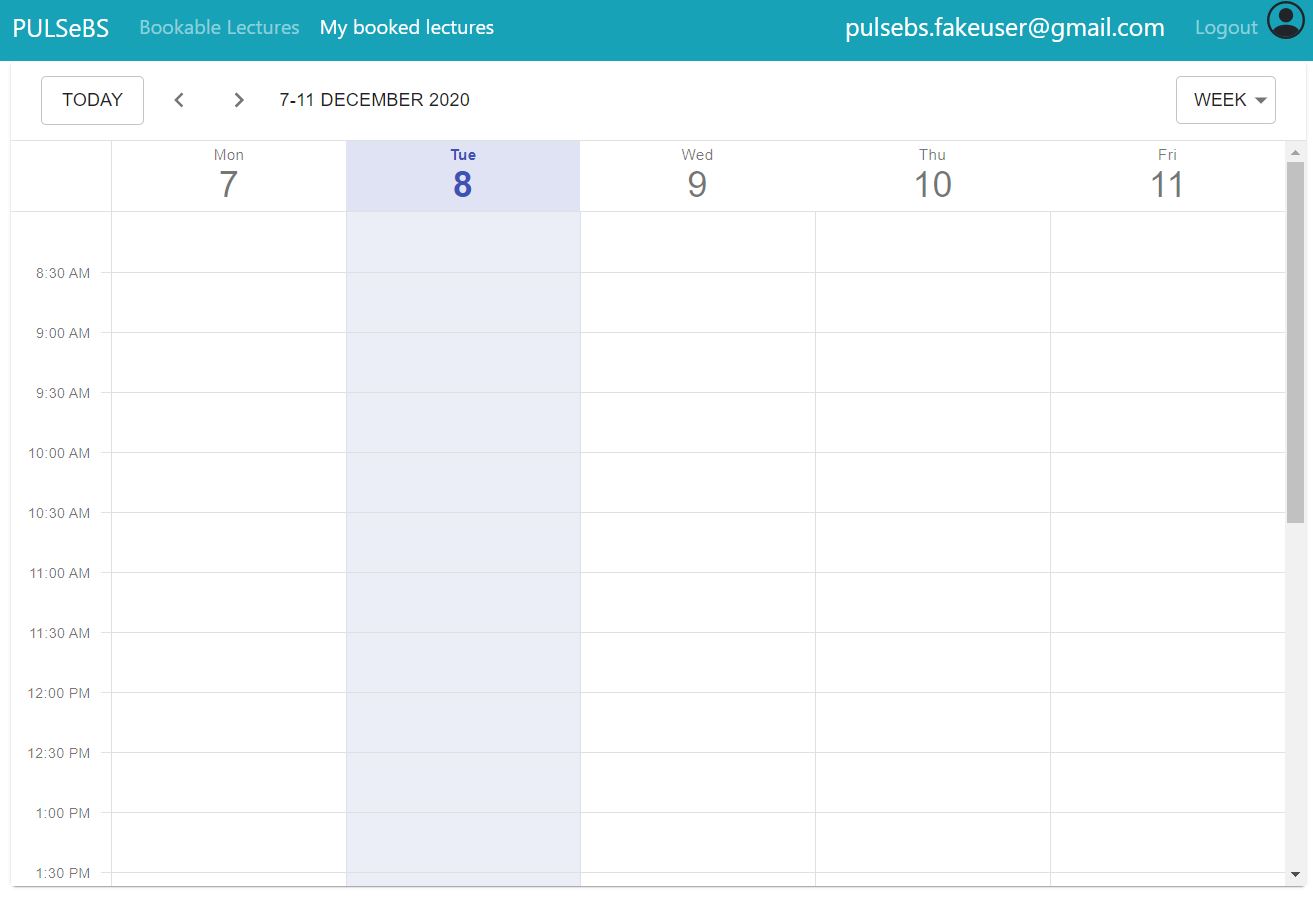 PULSeBS Bookable Lectures My booked lectures pulsebs.fakeuser@gmail.com Logout
TODAY 7-11 DECEMBER 2020 WEEK
Mon Tue Wed Thu Fri
7 8 9 10 11
8:30 AM
9:00 AM
9:30 AM
10:00 AM
10:30 AM
11:00 AM
11:30 AM
12:00 PM
12:30 PM
1:00 PM
1:30 PM